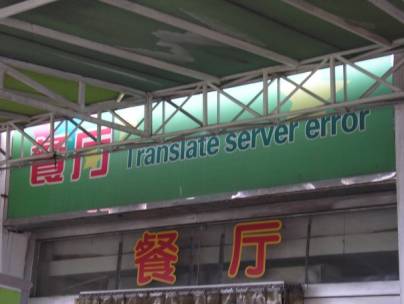 餐厅 Translate server error
餐厅